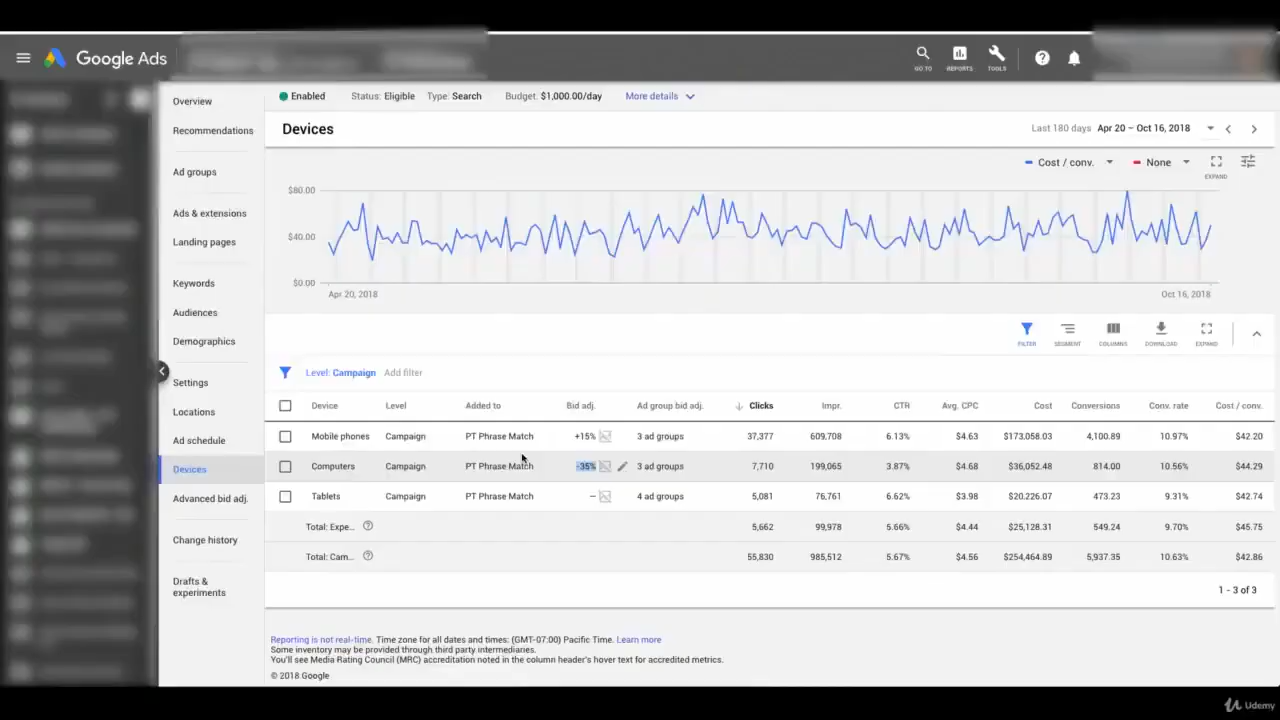 Google Ads
GO TO
REPORTS
TOOLS
Overview
Recommendations
Ad groups
Ads & extensions
Landing pages
Keywords
Audiences
Demographics
Settings
Locations
Ad schedule
Devices
Advanced bid adj.
Change history
Drafts &
experiments
Enabled Status: Eligible Type: Search Budget: $1,000.00/day More details
Devices Last 180 days Apr 20 – Oct 16, 2018
Cost / conv. None
EXPAND
$80.00
$40.00
$0.00
Apr 20, 2018 Oct 16, 2018
FILTER SEGMENT COLUMNS DOWNLOAD EXPAND
Level: Campaign Add filter
Device Level Added to Bid adj. Ad group bid adj. Clicks Impr. CTR Avg. CPC Cost Conversions Conv. rate Cost / conv.
Mobile phones Campaign PT Phrase Match +15% 3 ad groups 37,377 609,708 6.13% $4.63 $173,058.03 4,100.89 10.97% $42.20
Computers Campaign PT Phrase Match -35% 3 ad groups 7,710 199,065 3.87% $4.68 $36,052.48 814.00 10.56% $44.29
Tablets Campaign PT Phrase Match – 4 ad groups 5,081 76,761 6.62% $3.98 $20,226.07 473.23 9.31% $42.74
Total: Expe... 5,662 99,978 5.66% $4.44 $25,128.31 549.24 9.70% $45.75
Total: Cam... 55,830 985,512 5.67% $4.56 $254,464.89 5,937.35 10.63% $42.86
1 - 3 of 3
Reporting is not real-time. Time zone for all dates and times: (GMT-07:00) Pacific Time. Learn more
Some inventory may be provided through third party intermediaries.
You'll see Media Rating Council (MRC) accreditation noted in the column header's hover text for accredited metrics.
© 2018 Google
Udemy